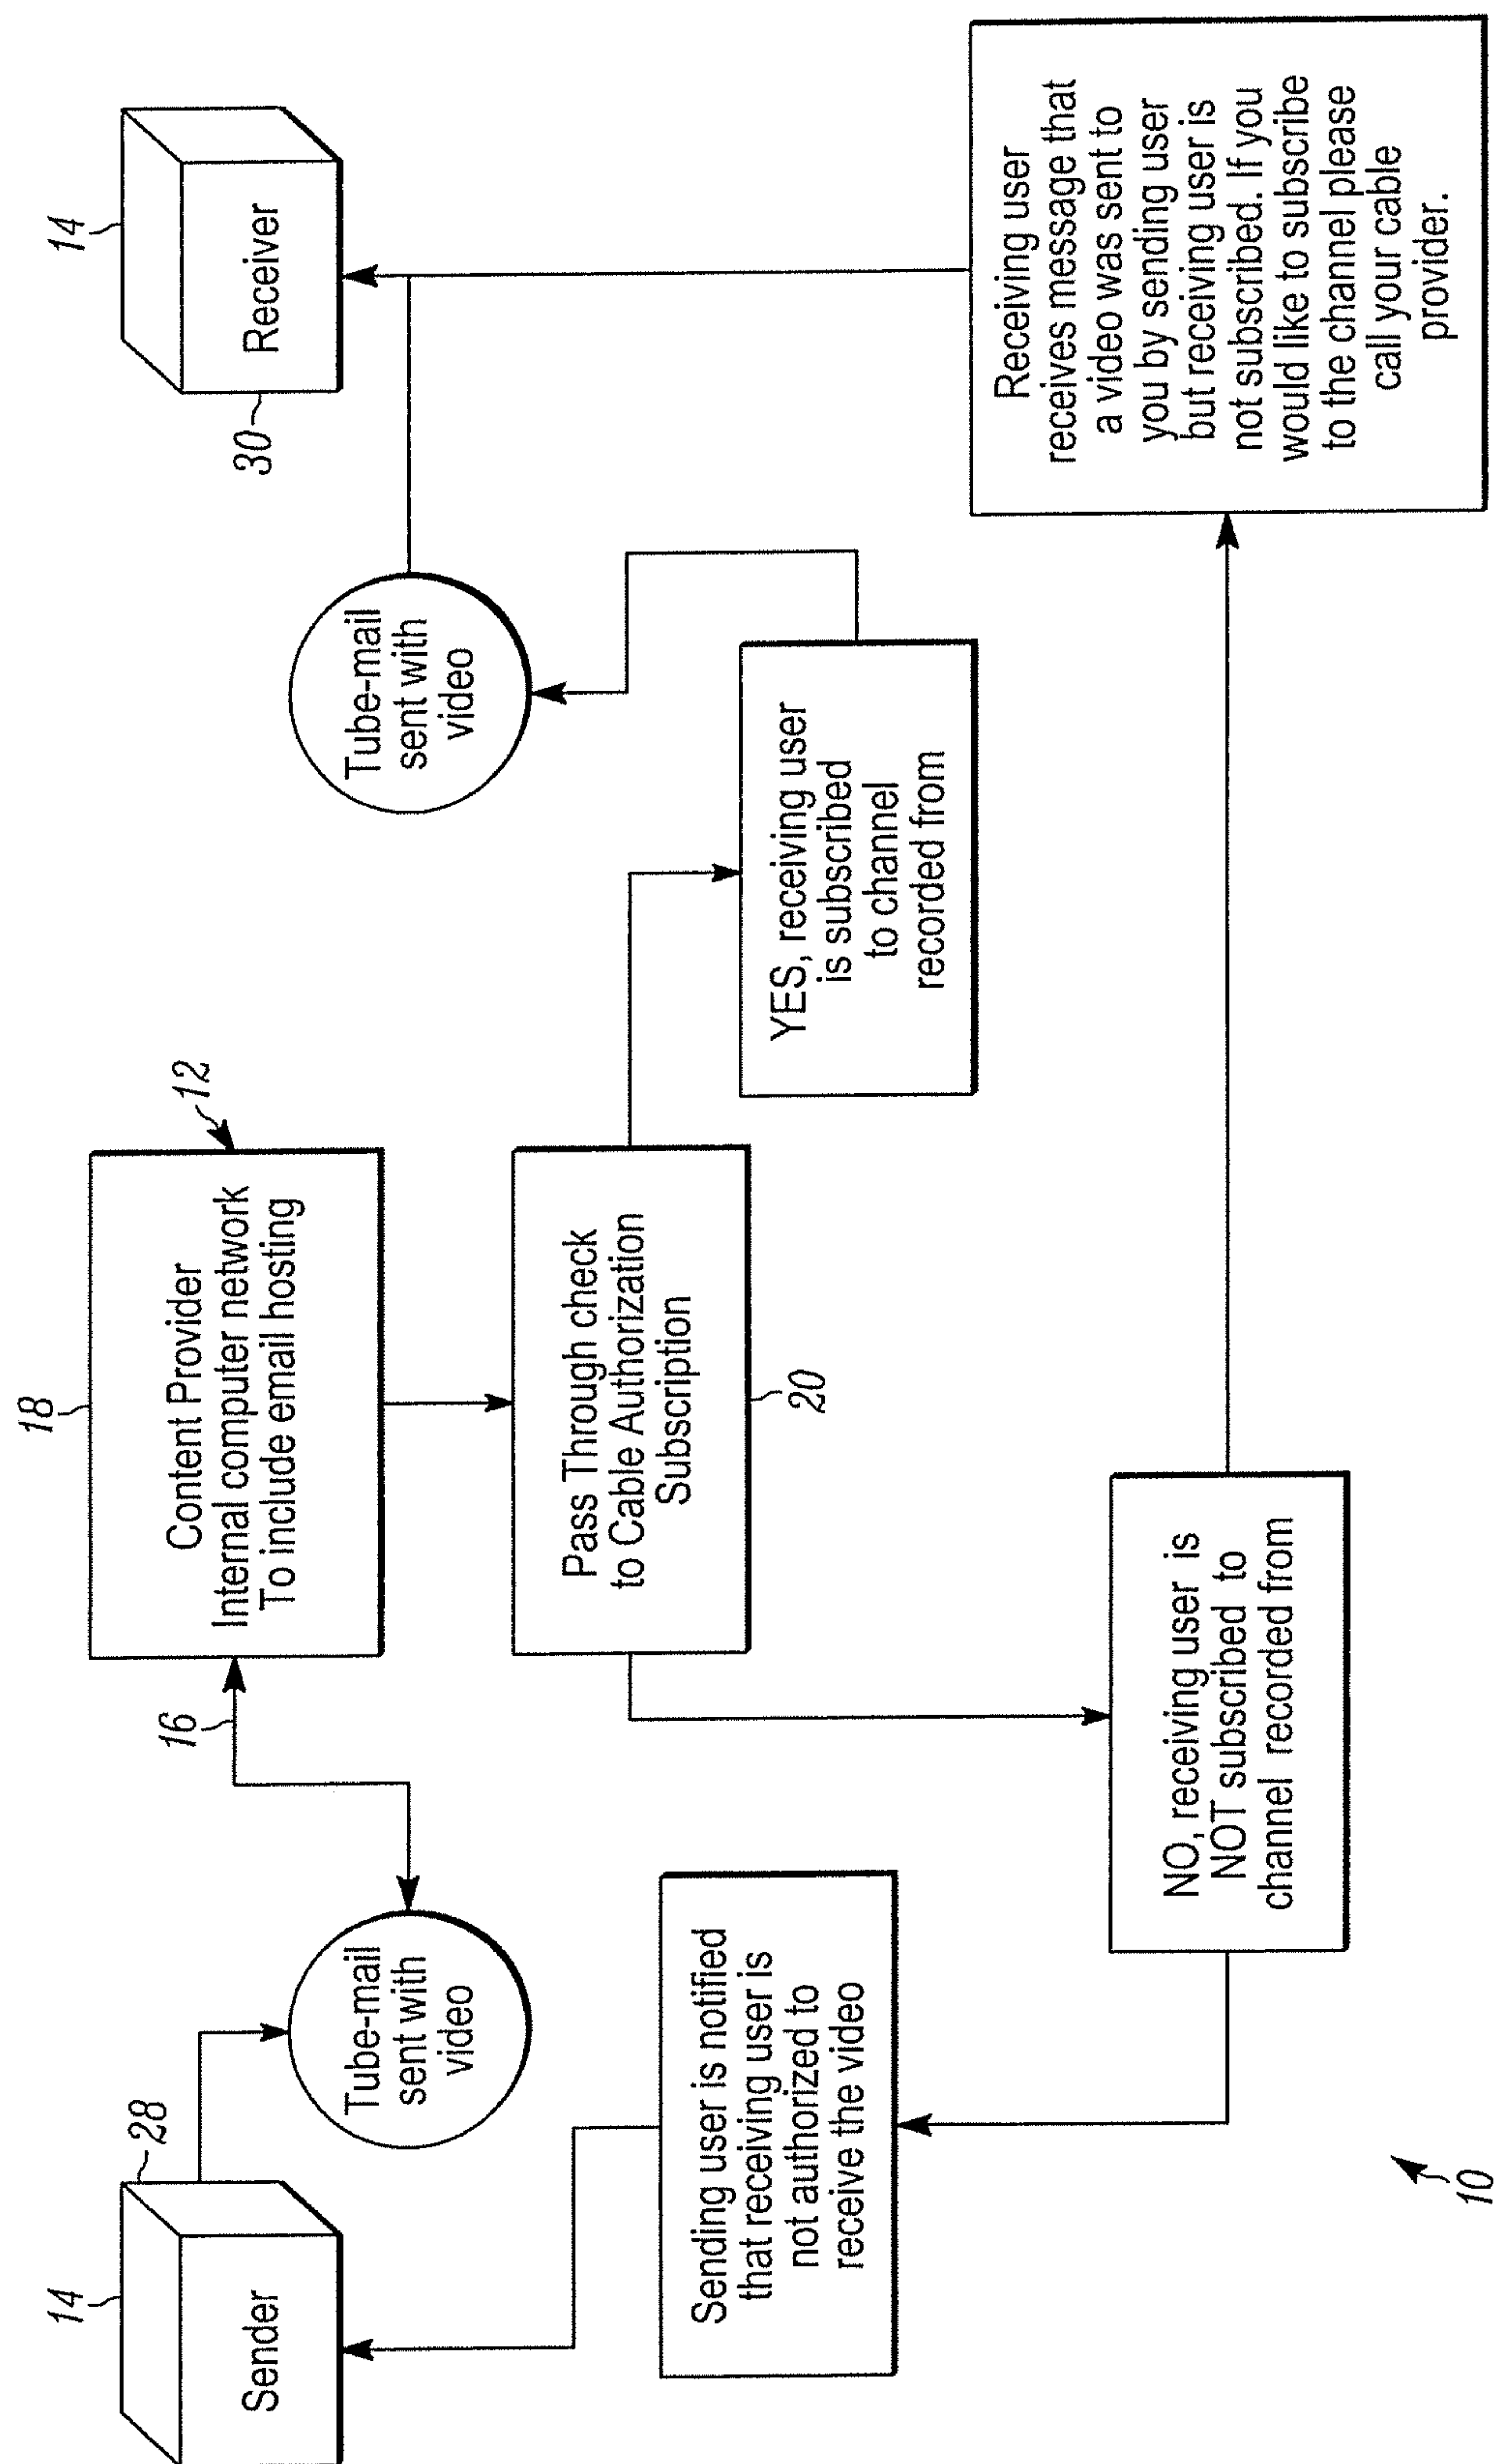 14
Sender
28
Tube-mail
sent with
video
16
18
Content Provider
Internal computer network
To include email hosting
12
Pass Through check
to Cable Authorization
Subscription
20
Tube-mail
sent with
video
14
Receiver
30
YES, receiving user
is subscribed
to channel
recorded from
Sending user is notified
that receiving user is
not authorized to
receive the video
NO, receiving user is
NOT subscribed to
channel recorded from
Receiving user
receives message that
a video was sent to
you by sending user
but receiving user is
not subscribed. If you
would like to subscribe
to the channel please
call your cable
provider.
10